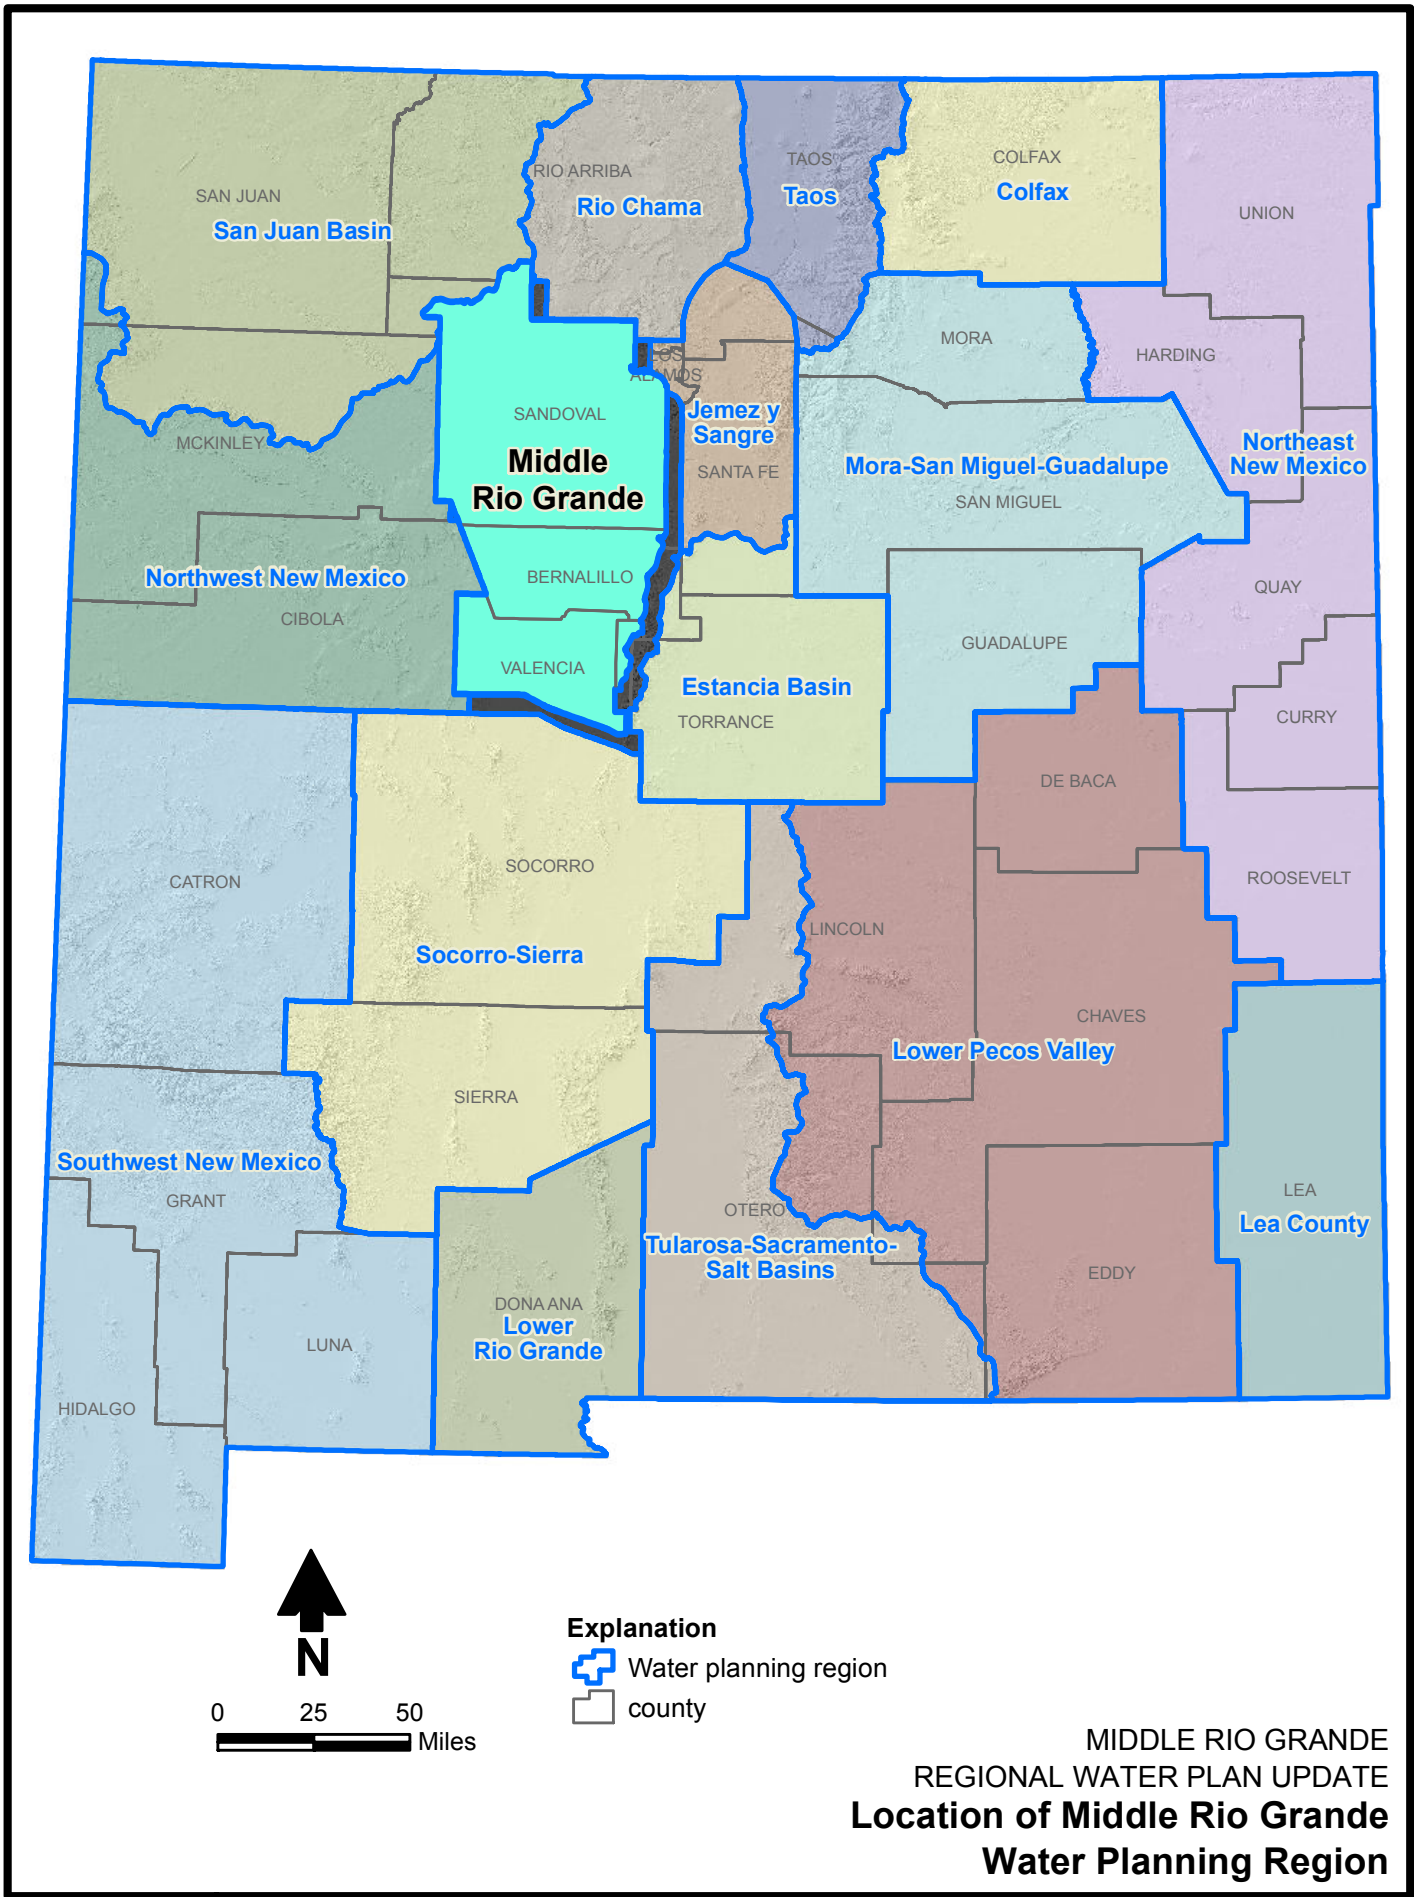 SAN JUAN
San Juan Basin
RIO ARRIBA
Rio Chama
TAOS
Taos
COLFAX
Colfax
UNION
MORA
HARDING
LOS
ALAMOS
SANDOVAL
Middle
Rio Grande
Jemez y
Sangre
SANTA FE
MCKINLEY
Mora-San Miguel-Guadalupe
SAN MIGUEL
Northeast
New Mexico
Northwest New Mexico
CIBOLA
BERNALILLO
VALENCIA
QUAY
GUADALUPE
Estancia Basin
TORRANCE
CURRY
DE BACA
CATRON
SOCORRO
Socorro-Sierra
LINCOLN
ROOSEVELT
CHAVES
Lower Pecos Valley
SIERRA
Southwest New Mexico
GRANT
OTERO
Tularosa-Sacramento-
Salt Basins
LEA
Lea County
EDDY
DONA ANA
Lower
Rio Grande
LUNA
HIDALGO
N
0 25 50
Miles
Explanation
Water planning region
county
MIDDLE RIO GRANDE
REGIONAL WATER PLAN UPDATE
Location of Middle Rio Grande
Water Planning Region